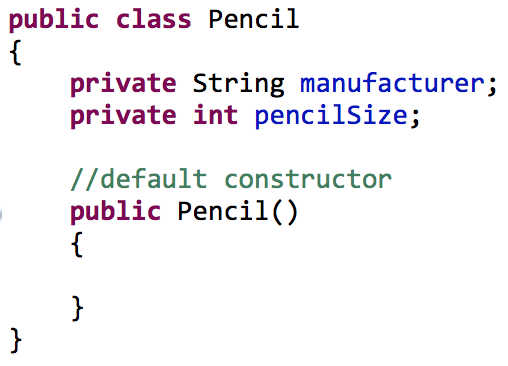 public class Pencil
{
    private String manufacturer;
    private int pencilSize;

    //default constructor
    public Pencil()
    {

    }
}